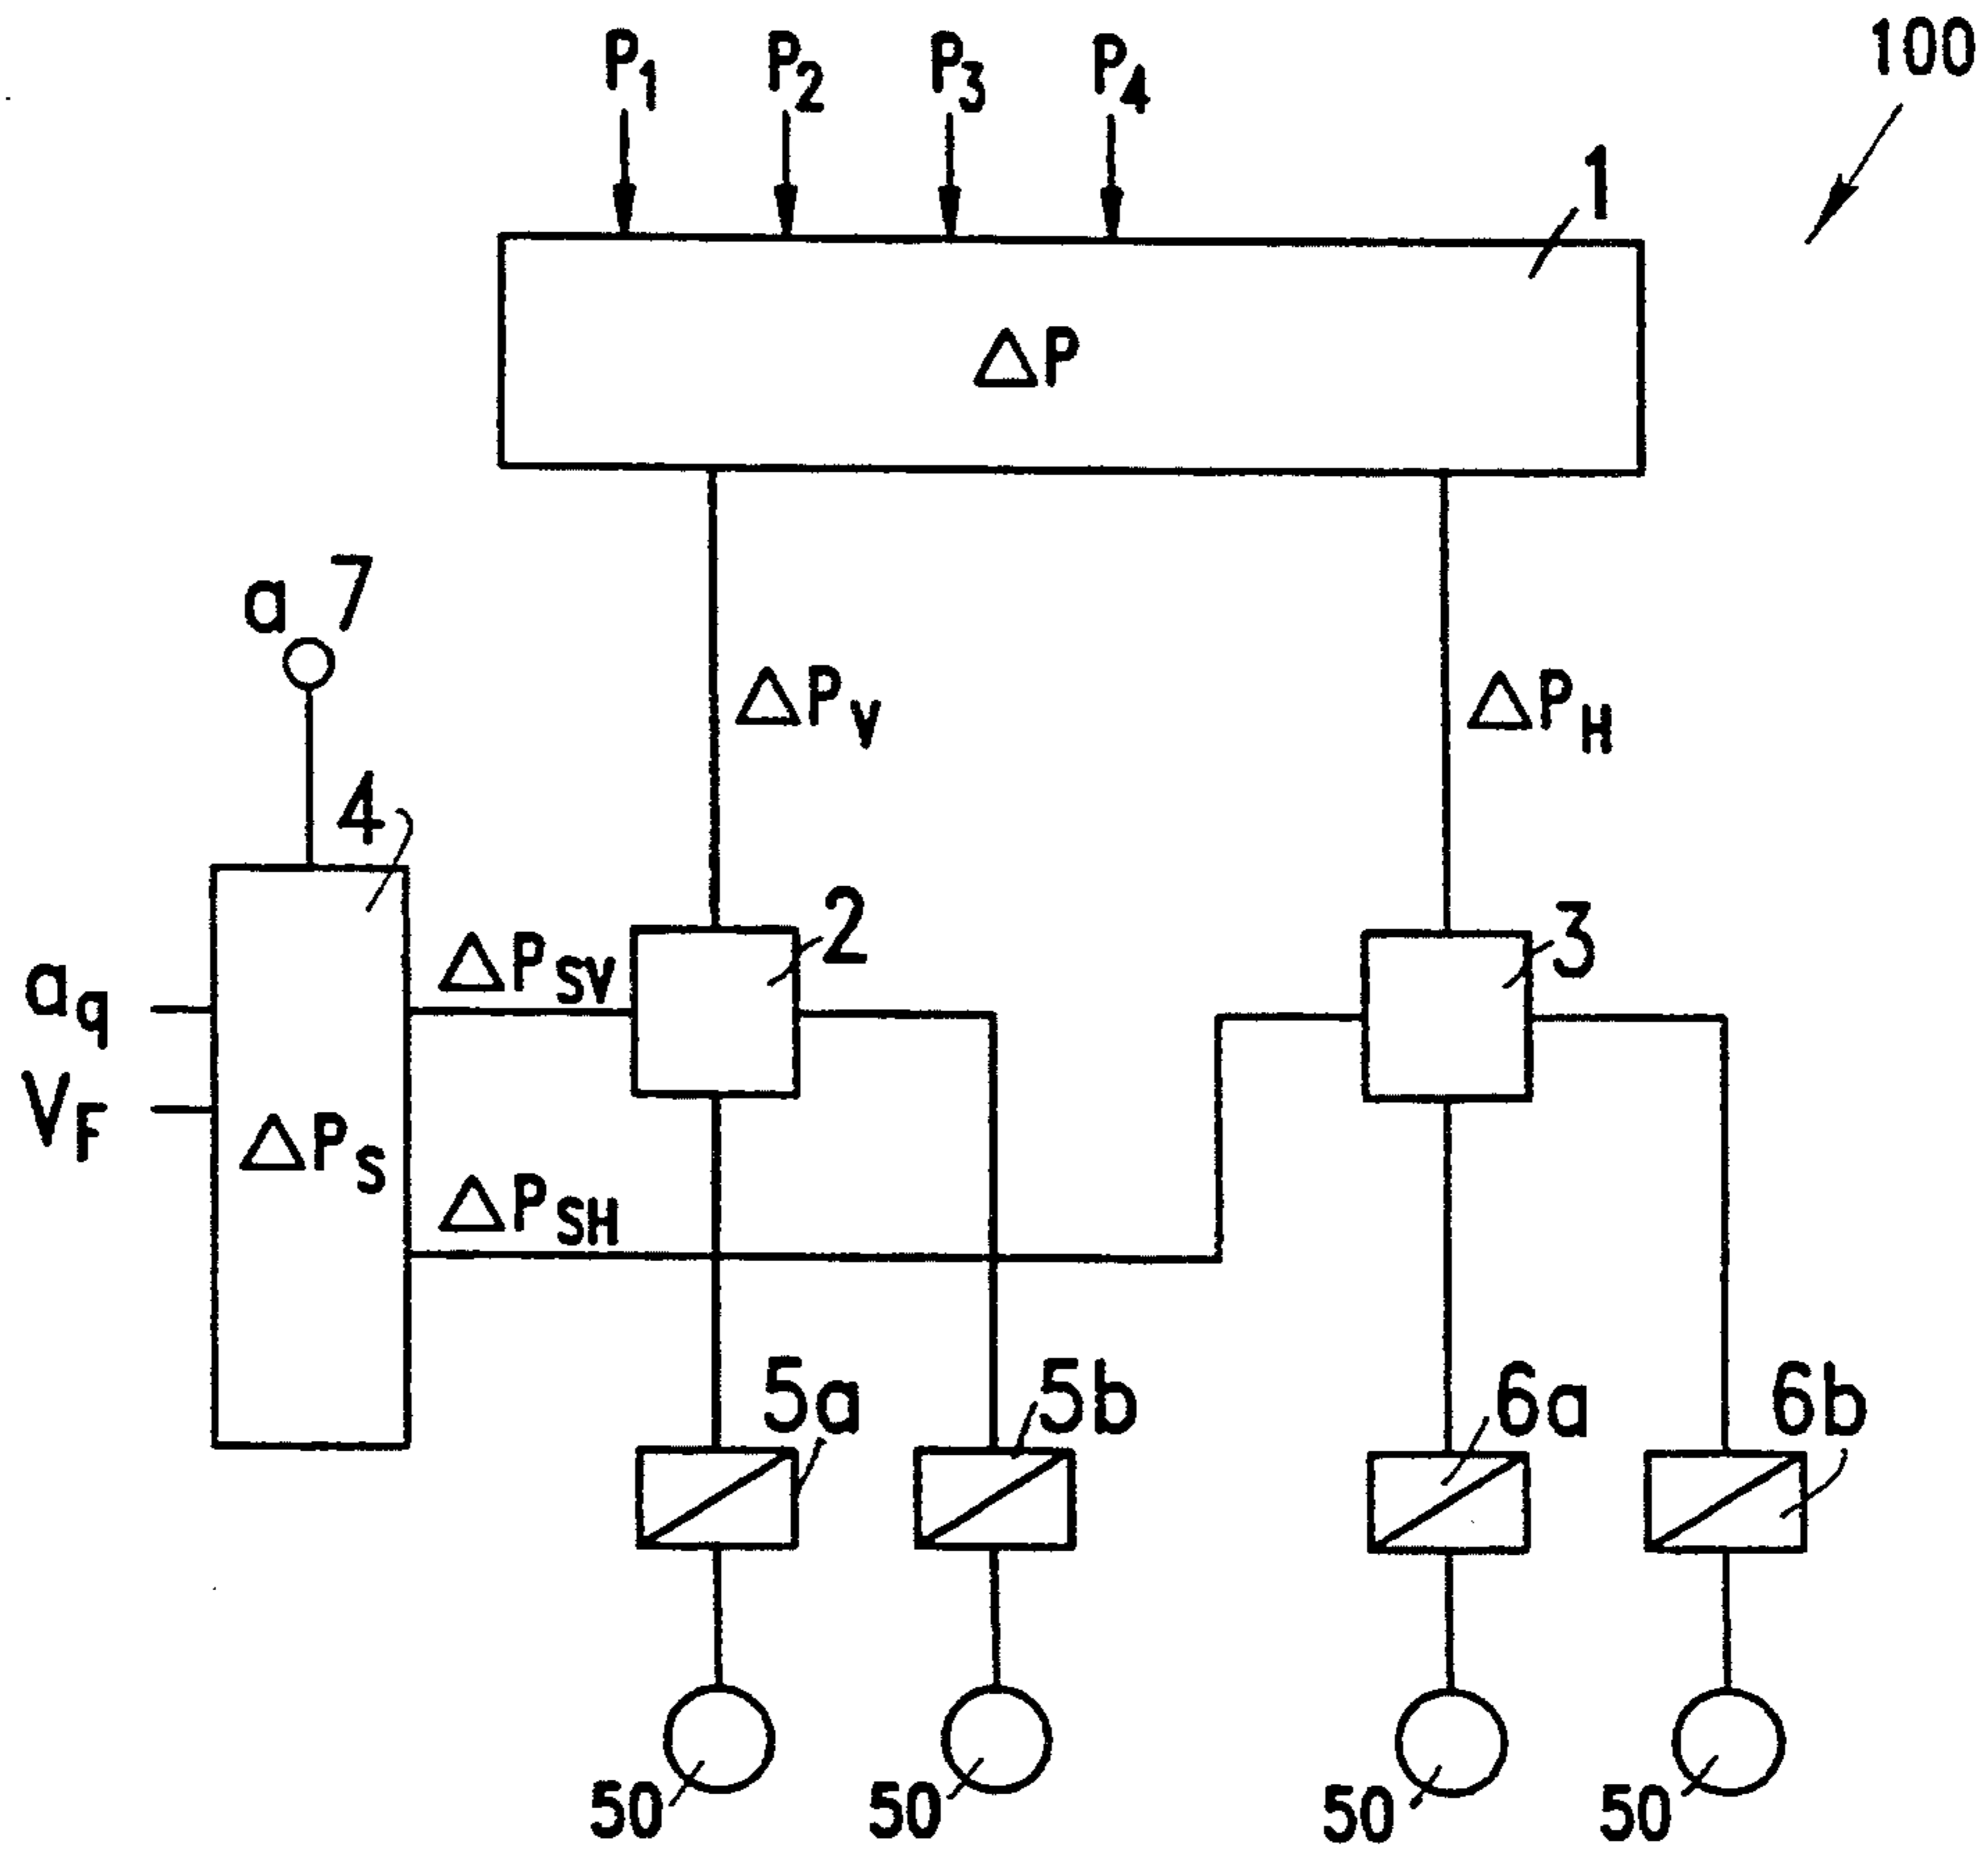 P1 P2 P3 P4 100
1
ΔP
a 7
ΔPV ΔPH
4
2 3
aq ΔPSV
VF
ΔPS
ΔPSH
5a 5b 6a 6b
50 50 50 50